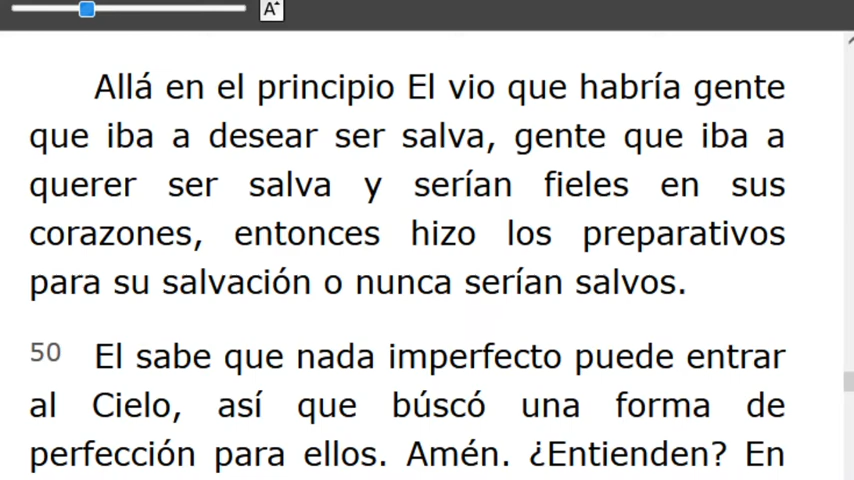 A
Allá en el principio El vio que habría gente
que iba a desear ser salva, gente que iba a
querer ser salva y serían fieles en sus
corazones, entonces hizo los preparativos
para su salvación o nunca serían salvos.
50 El sabe que nada imperfecto puede entrar
al Cielo, así que búscó una forma de
perfección para ellos. Amén. ¿Entienden? En